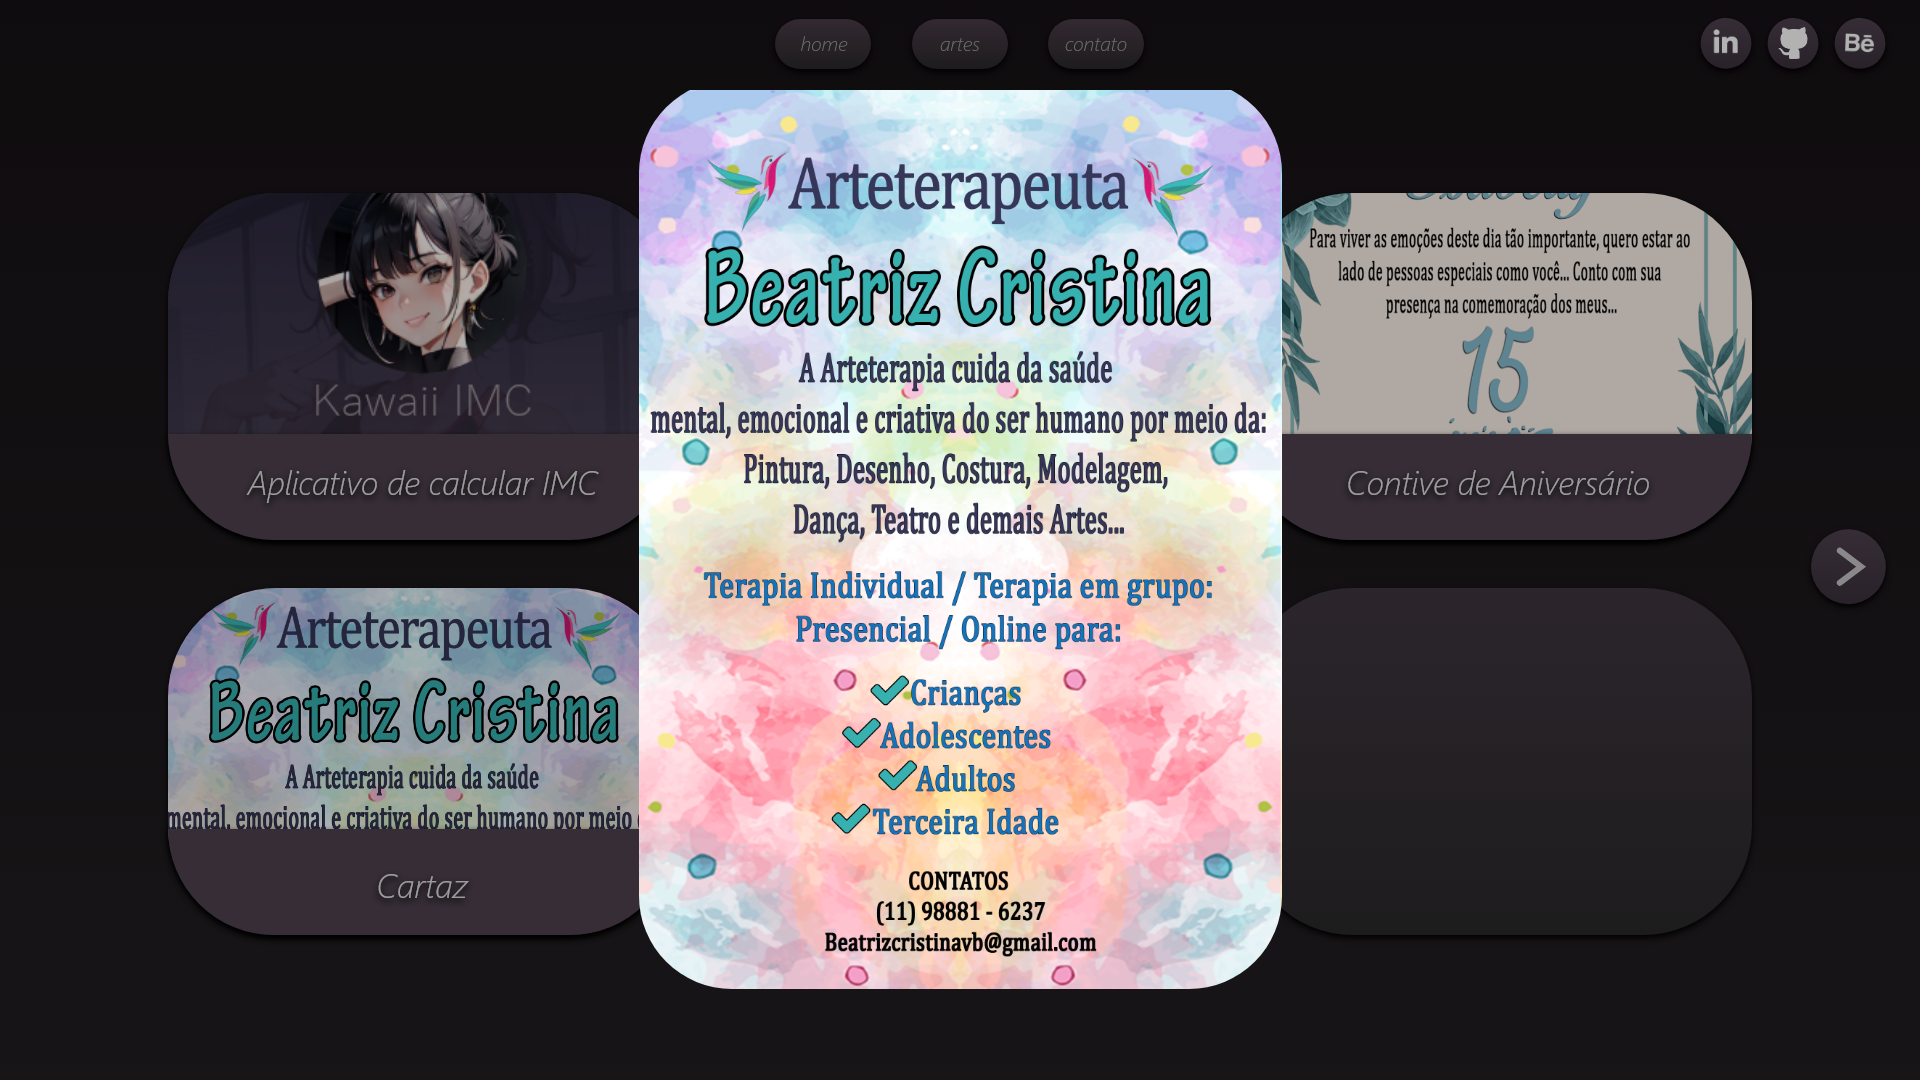 home
artes
contato
in
Bē
Kawaii IMC
Aplicativo de calcular IMC
Arteterapeuta
Beatriz Cristina
A Arteterapia cuida da saúde
mental, emocional e criativa do ser humano por meio
Cartaz
Arteterapeuta
Beatriz Cristina
A Arteterapia cuida da saúde
mental, emocional e criativa do ser humano por meio da:
Pintura, Desenho, Costura, Modelagem,
Dança, Teatro e demais Artes...
Terapia Individual / Terapia em grupo:
Presencial / Online para:
Crianças
Adolescentes
Adultos
Terceira Idade
CONTATOS
(11) 98881 - 6237
Beatrizcristinavb@gmail.com
Para viver as emoções deste dia tão importante, quero estar ao
lado de pessoas especiais como você... Conto com sua
presença na comemoração dos meus...
15
Contive de Aniversário